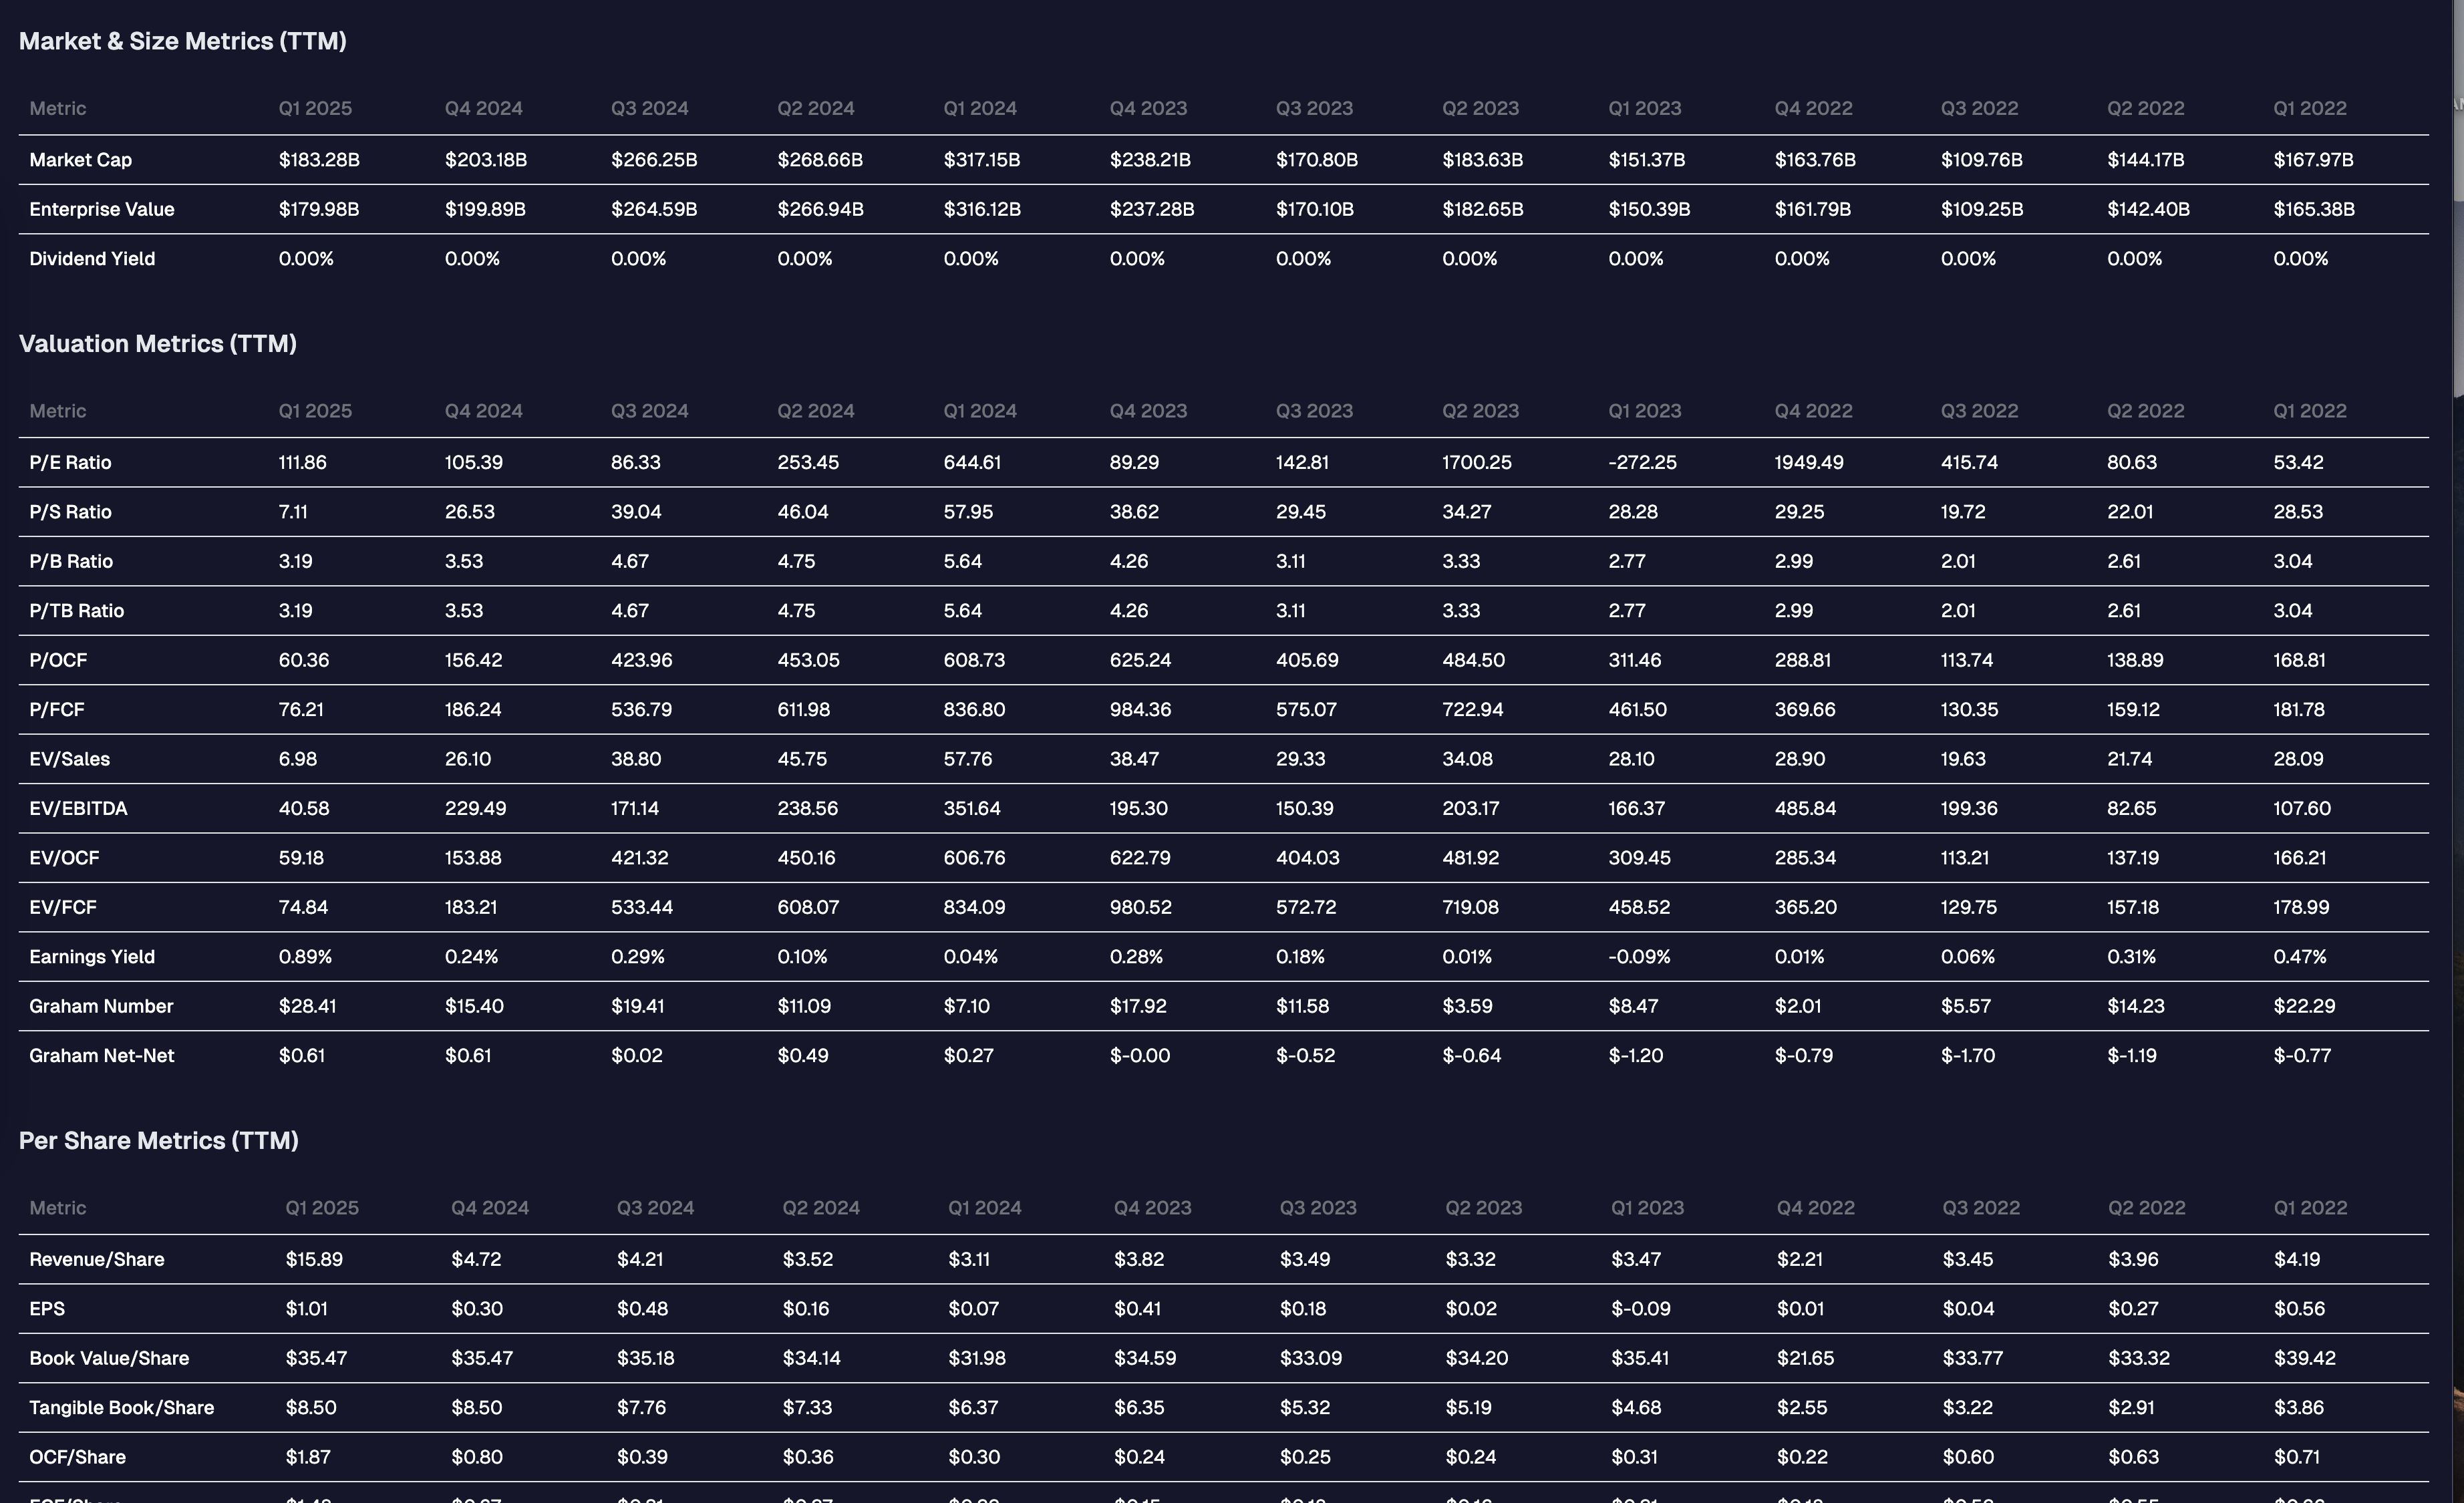 Market & Size Metrics (TTM)
Metric Q1 2025 Q4 2024 Q3 2024 Q2 2024 Q1 2024 Q4 2023 Q3 2023 Q2 2023 Q1 2023 Q4 2022 Q3 2022 Q2 2022 Q1 2022
Market Cap $183.28B $203.18B $266.25B $268.66B $317.15B $238.21B $170.80B $183.63B $151.37B $163.76B $109.76B $144.17B $167.97B
Enterprise Value $179.98B $199.89B $264.59B $266.94B $316.12B $237.28B $170.10B $182.65B $150.39B $161.79B $109.25B $142.40B $165.38B
Dividend Yield 0.00% 0.00% 0.00% 0.00% 0.00% 0.00% 0.00% 0.00% 0.00% 0.00% 0.00% 0.00% 0.00%
Valuation Metrics (TTM)
Metric Q1 2025 Q4 2024 Q3 2024 Q2 2024 Q1 2024 Q4 2023 Q3 2023 Q2 2023 Q1 2023 Q4 2022 Q3 2022 Q2 2022 Q1 2022
P/E Ratio 111.86 105.39 86.33 253.45 644.61 89.29 142.81 1700.25 -272.25 1949.49 415.74 80.63 53.42
P/S Ratio 7.11 26.53 39.04 46.04 57.95 38.62 29.45 34.27 28.28 29.25 19.72 22.01 28.53
P/B Ratio 3.19 3.53 4.67 4.75 5.64 4.26 3.11 3.33 2.77 2.99 2.01 2.61 3.04
P/TB Ratio 3.19 3.53 4.67 4.75 5.64 4.26 3.11 3.33 2.77 2.99 2.01 2.61 3.04
P/OCF 60.36 156.42 423.96 453.05 608.73 625.24 405.69 484.50 311.46 288.81 113.74 138.89 168.81
P/FCF 76.21 186.24 536.79 611.98 836.80 984.36 575.07 722.94 461.50 369.66 130.35 159.12 181.78
EV/Sales 6.98 26.10 38.80 45.75 57.76 38.47 29.33 34.08 28.10 28.90 19.63 21.74 28.09
EV/EBITDA 40.58 229.49 171.14 238.56 351.64 195.30 150.39 203.17 166.37 485.84 199.36 82.65 107.60
EV/OCF 59.18 153.88 421.32 450.16 606.76 622.79 404.03 481.92 309.45 285.34 113.21 137.19 166.21
EV/FCF 74.84 183.21 533.44 608.07 834.09 980.52 572.72 719.08 458.52 365.20 129.75 157.18 178.99
Earnings Yield 0.89% 0.24% 0.29% 0.10% 0.04% 0.28% 0.18% 0.01% -0.09% 0.01% 0.06% 0.31% 0.47%
Graham Number $28.41 $15.40 $19.41 $11.09 $7.10 $17.92 $11.58 $3.59 $8.47 $2.01 $5.57 $14.23 $22.29
Graham Net-Net $0.61 $0.61 $0.02 $0.49 $0.27 $-0.00 $-0.52 $-0.64 $-1.20 $-0.79 $-1.70 $-1.19 $-0.77
Per Share Metrics (TTM)
Metric Q1 2025 Q4 2024 Q3 2024 Q2 2024 Q1 2024 Q4 2023 Q3 2023 Q2 2023 Q1 2023 Q4 2022 Q3 2022 Q2 2022 Q1 2022
Revenue/Share $15.89 $4.72 $4.21 $3.52 $3.11 $3.82 $3.49 $3.32 $3.47 $2.21 $3.45 $3.96 $4.19
EPS $1.01 $0.30 $0.48 $0.16 $0.07 $0.41 $0.18 $0.02 $-0.09 $0.01 $0.04 $0.27 $0.56
Book Value/Share $35.47 $35.47 $35.18 $34.14 $31.98 $34.59 $33.09 $34.20 $35.41 $21.65 $33.77 $33.32 $39.42
Tangible Book/Share $8.50 $8.50 $7.76 $7.33 $6.37 $6.35 $5.32 $5.19 $4.68 $2.55 $3.22 $2.91 $3.86
OCF/Share $1.87 $0.80 $0.39 $0.36 $0.30 $0.24 $0.25 $0.24 $0.31 $0.22 $0.60 $0.63 $0.71